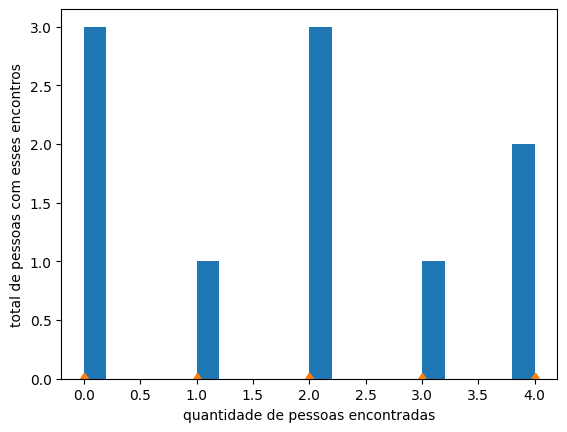 3.0
2.5
2.0
1.5
1.0
0.5
0.0
total de pessoas com esses encontros
0.0 0.5 1.0 1.5 2.0 2.5 3.0 3.5 4.0
quantidade de pessoas encontradas